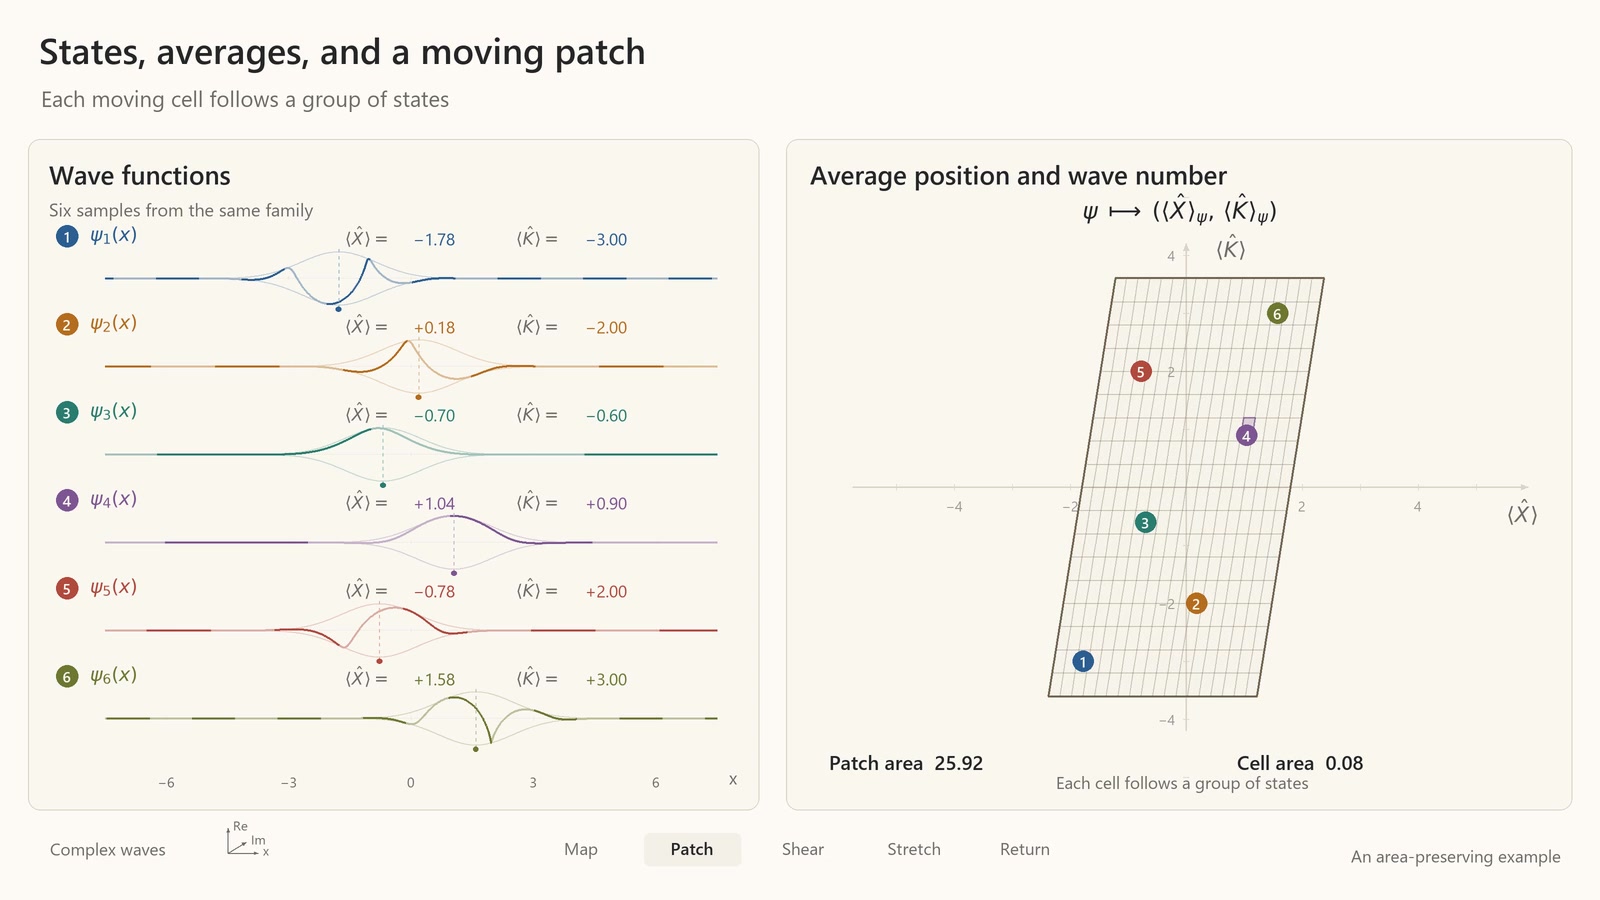 States, averages, and a moving patch
Each moving cell follows a group of states
Wave functions
Six samples from the same family
1 ψ₁(x) ⟨X̂⟩ = −1.78 ⟨K̂⟩ = −3.00
2 ψ₂(x) ⟨X̂⟩ = +0.18 ⟨K̂⟩ = −2.00
3 ψ₃(x) ⟨X̂⟩ = −0.70 ⟨K̂⟩ = −0.60
4 ψ₄(x) ⟨X̂⟩ = +1.04 ⟨K̂⟩ = +0.90
5 ψ₅(x) ⟨X̂⟩ = −0.78 ⟨K̂⟩ = +2.00
6 ψ₆(x) ⟨X̂⟩ = +1.58 ⟨K̂⟩ = +3.00
−6 −3 0 3 6 x
Average position and wave number
ψ ⟼ (⟨X̂⟩ψ, ⟨K̂⟩ψ)
⟨K̂⟩
4
6
5 2
4
−4 −2 2 4
⟨X̂⟩
3
−2 2
1
−4
Patch area 25.92 Cell area 0.08
Each cell follows a group of states
Complex waves
Re
Im
x
Map Patch Shear Stretch Return
An area-preserving example